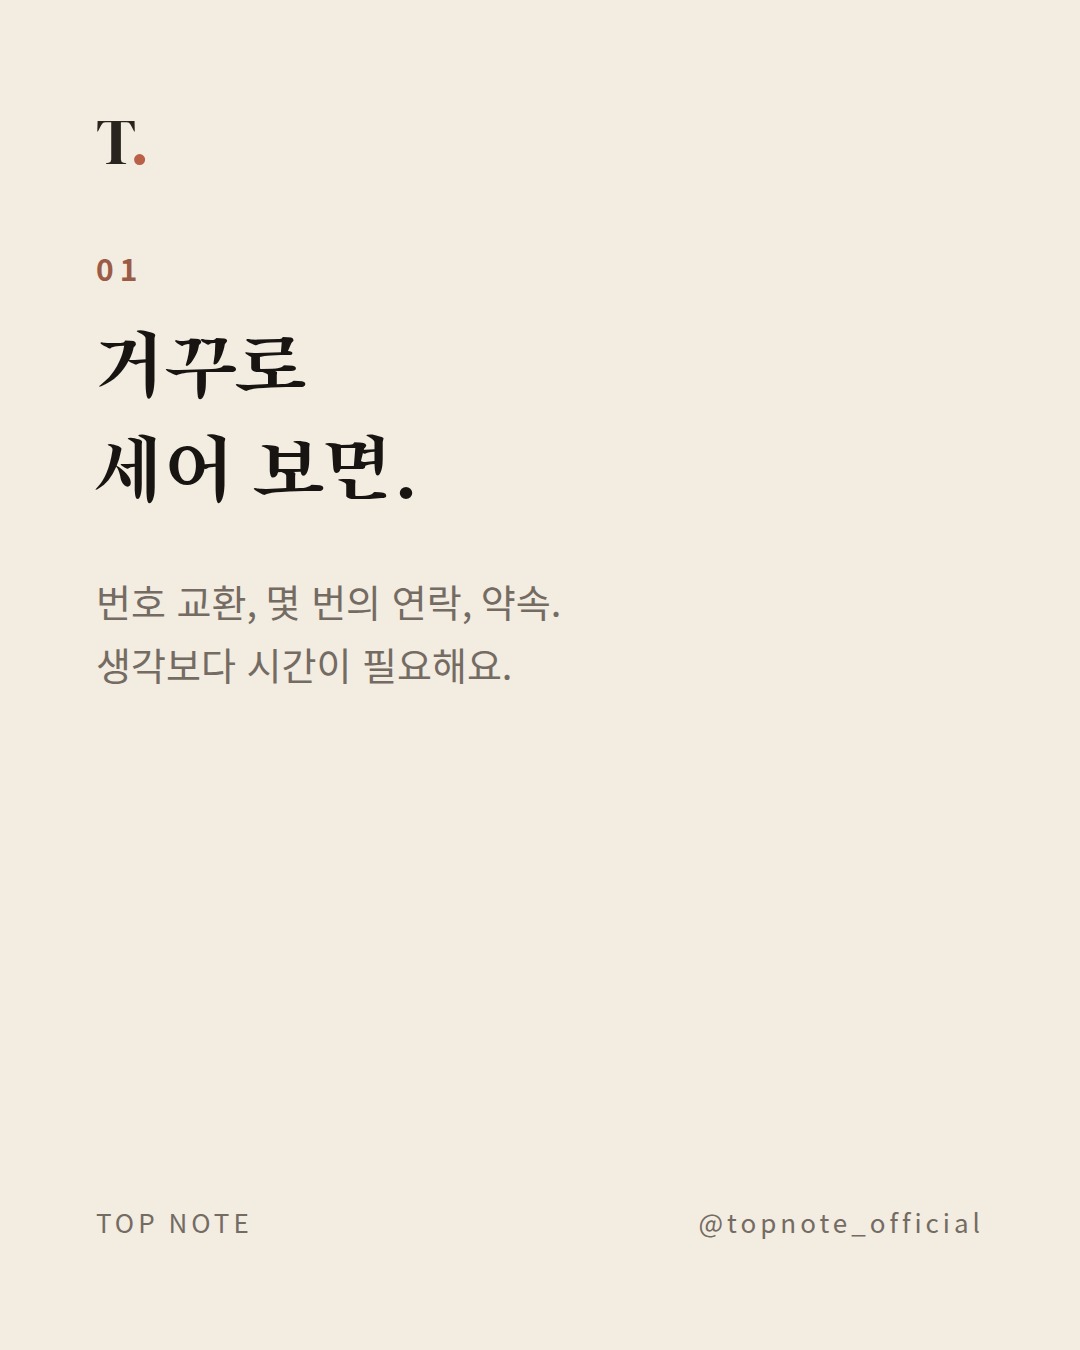 T.
01
거꾸로
세어 보면.
번호 교환, 몇 번의 연락, 약속.
생각보다 시간이 필요해요.
TOP NOTE
@topnote_official